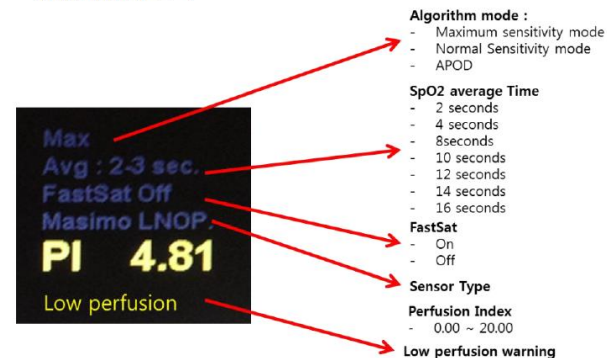 Max
Avg : 2-3 sec.
FastSat Off
Masimo LNOP.
PI 4.81
Low perfusion
Algorithm mode :
- Maximum sensitivity mode
- Normal Sensitivity mode
- APOD
SpO2 average Time
- 2 seconds
- 4 seconds
- 8seconds
- 10 seconds
- 12 seconds
- 14 seconds
- 16 seconds
FastSat
- On
- Off
Sensor Type
Perfusion Index
- 0.00 ~ 20.00
Low perfusion warning